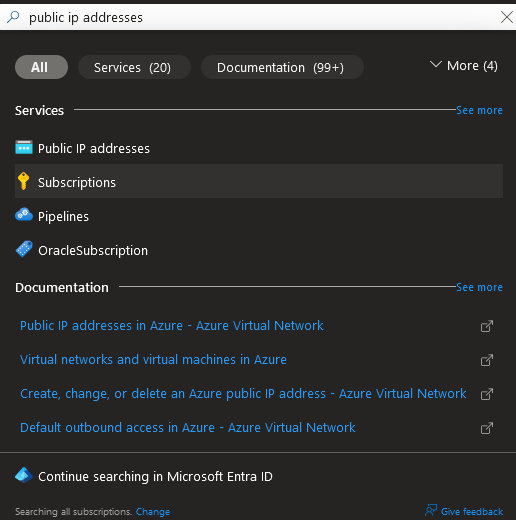 public ip addresses
All Services (20) Documentation (99+) More (4)
Services See more
Public IP addresses
Subscriptions
Pipelines
OracleSubscription
Documentation See more
Public IP addresses in Azure - Azure Virtual Network
Virtual networks and virtual machines in Azure
Create, change, or delete an Azure public IP address - Azure Virtual Network
Default outbound access in Azure - Azure Virtual Network
Continue searching in Microsoft Entra ID
Searching all subscriptions. Change Give feedback